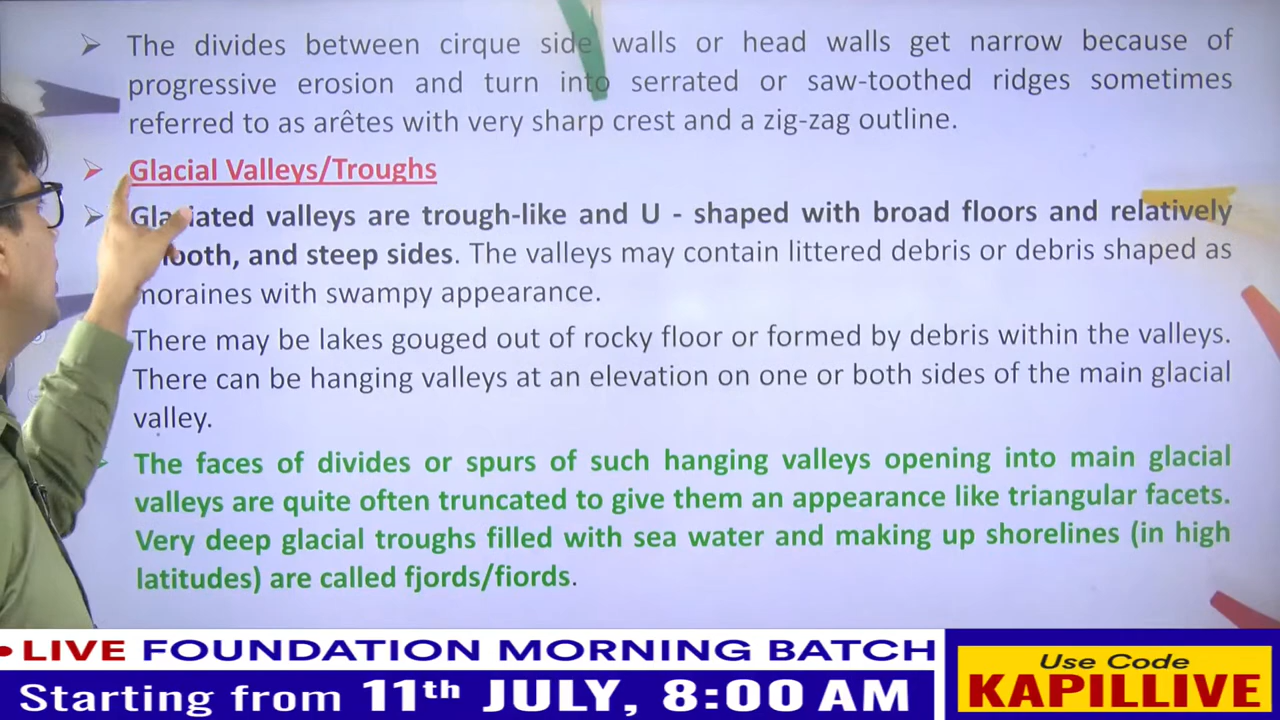 The divides between cirque side walls or head walls get narrow because of
progressive erosion and turn into serrated or saw-toothed ridges sometimes
referred to as arêtes with very sharp crest and a zig-zag outline.
Glacial Valleys/Troughs
Glaciated valleys are trough-like and U - shaped with broad floors and relatively
smooth, and steep sides. The valleys may contain littered debris or debris shaped as
moraines with swampy appearance.
There may be lakes gouged out of rocky floor or formed by debris within the valleys.
There can be hanging valleys at an elevation on one or both sides of the main glacial
valley.
The faces of divides or spurs of such hanging valleys opening into main glacial
valleys are quite often truncated to give them an appearance like triangular facets.
Very deep glacial troughs filled with sea water and making up shorelines (in high
latitudes) are called fjords/fiords.
• LIVE FOUNDATION MORNING BATCH
Starting from 11th JULY, 8:00 AM
Use Code
KAPILLIVE